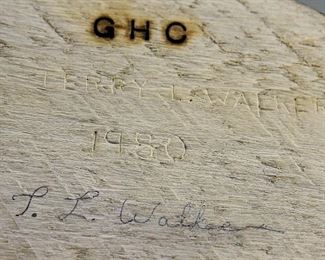 GHC
TERRY L. WALKER
1980
T. L. Walker